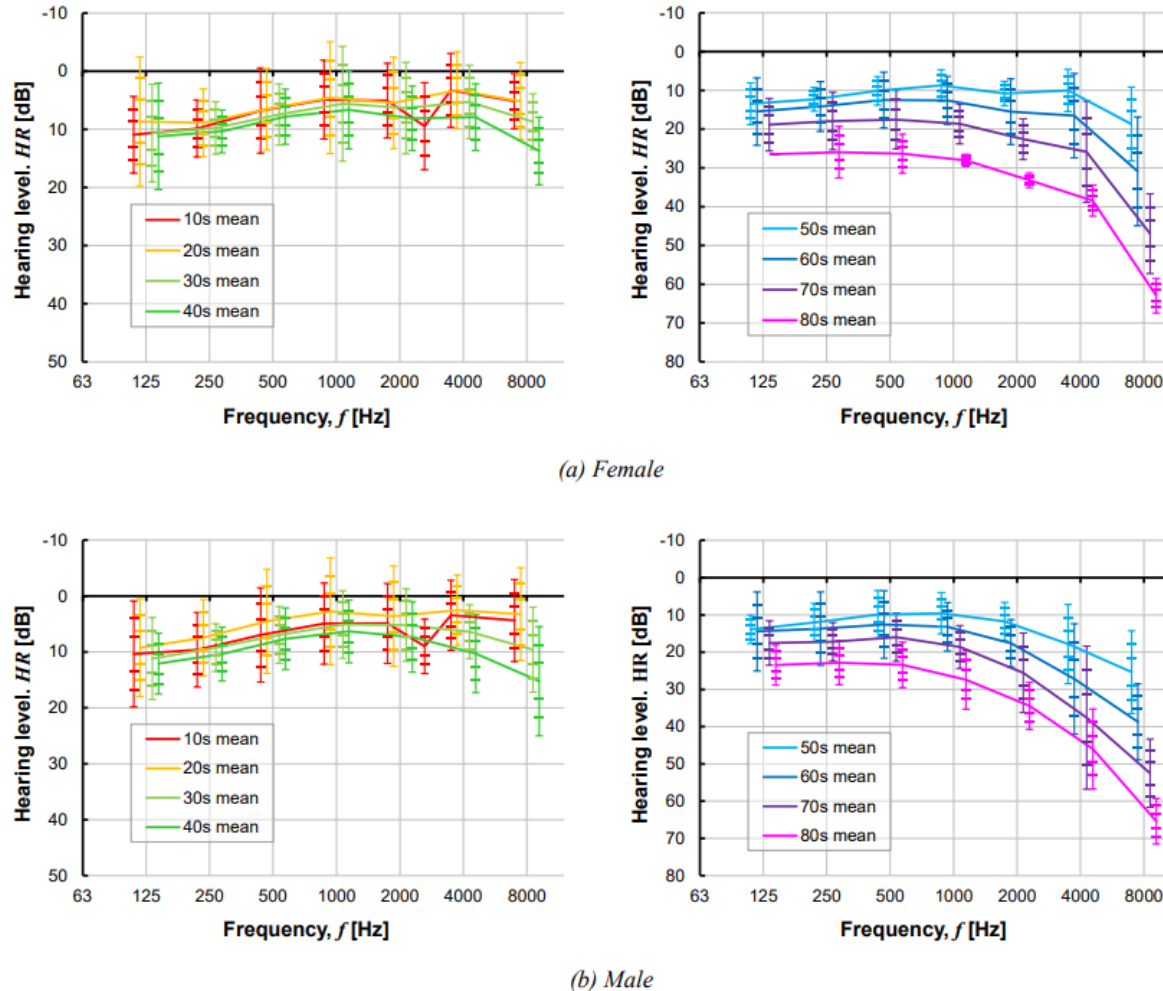 -10
0
10
20
30
40
50
Hearing level. HR [dB]
10s mean
20s mean
30s mean
40s mean
63 125 250 500 1000 2000 4000 8000
Frequency, f [Hz]
-10
0
10
20
30
40
50
60
70
80
Hearing level. HR [dB]
50s mean
60s mean
70s mean
80s mean
63 125 250 500 1000 2000 4000 8000
Frequency, f [Hz]
(a) Female
-10
0
10
20
30
40
50
Hearing level. HR [dB]
10s mean
20s mean
30s mean
40s mean
63 125 250 500 1000 2000 4000 8000
Frequency, f [Hz]
-10
0
10
20
30
40
50
60
70
80
Hearing level. HR [dB]
50s mean
60s mean
70s mean
80s mean
63 125 250 500 1000 2000 4000 8000
Frequency, f [Hz]
(b) Male